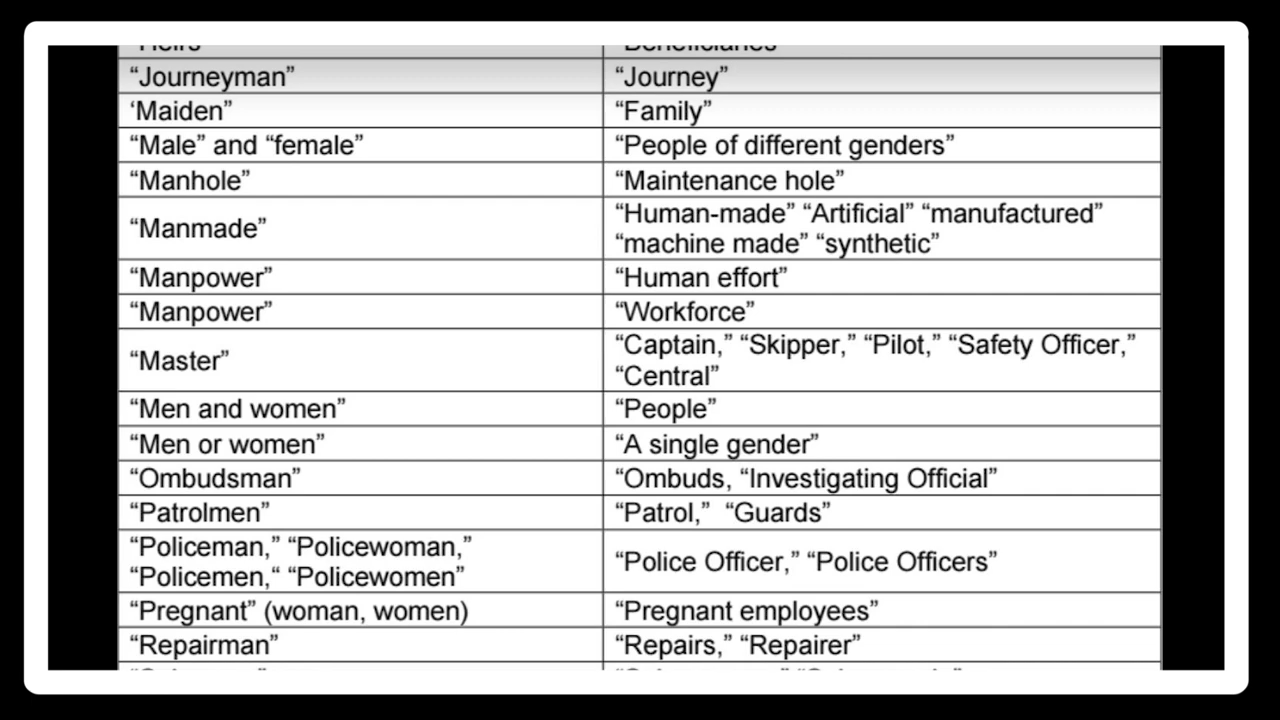 “Journeyman” “Journey”
‘Maiden” “Family”
“Male” and “female” “People of different genders”
“Manhole” “Maintenance hole”
“Manmade” “Human-made” “Artificial” “manufactured”
“machine made” “synthetic”
“Manpower” “Human effort”
“Manpower” “Workforce”
“Master” “Captain,” “Skipper,” “Pilot,” “Safety Officer,”
“Central”
“Men and women” “People”
“Men or women” “A single gender”
“Ombudsman” “Ombuds, “Investigating Official”
“Patrolmen” “Patrol,” “Guards”
“Policeman,” “Policewoman,”
“Policemen,“ “Policewomen” “Police Officer,” “Police Officers”
“Pregnant” (woman, women) “Pregnant employees”
“Repairman” “Repairs,” “Repairer”